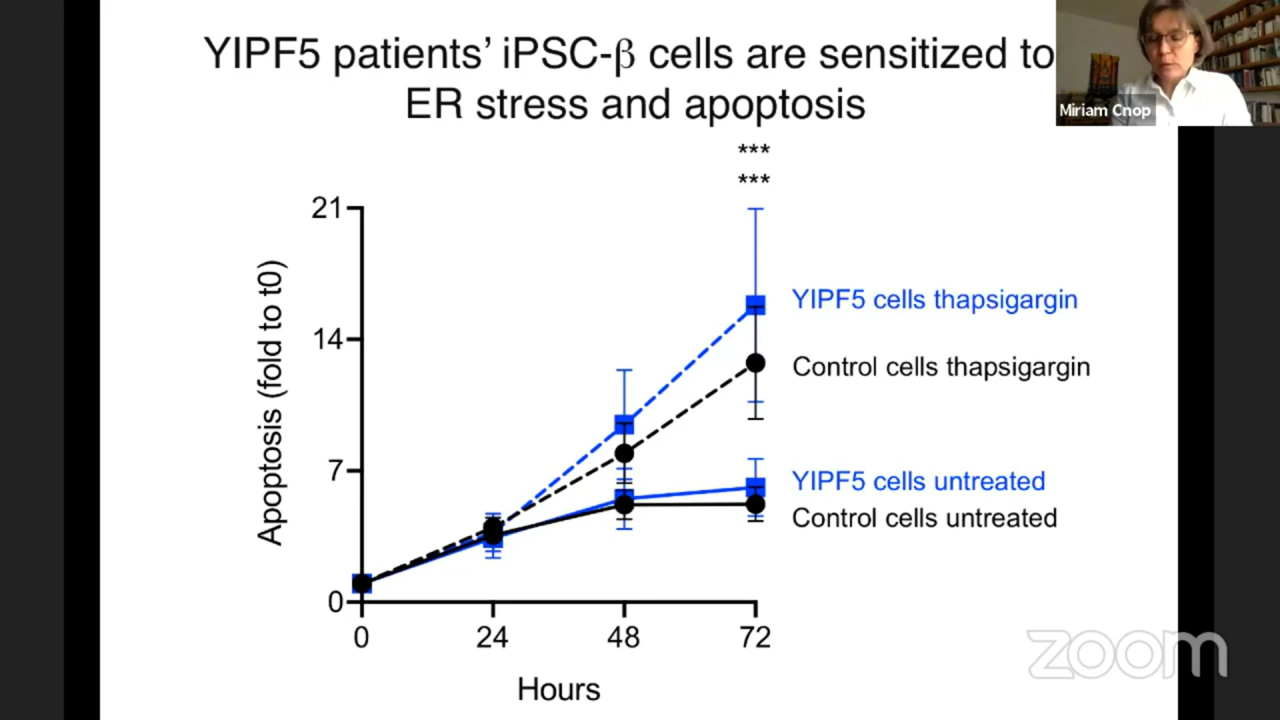 YIPF5 patients' iPSC-β cells are sensitized to
ER stress and apoptosis
Miriam Cnop
***
***
21
14
7
0
Apoptosis (fold to t0)
YIPF5 cells thapsigargin
Control cells thapsigargin
YIPF5 cells untreated
Control cells untreated
0 24 48 72
Hours
zoom